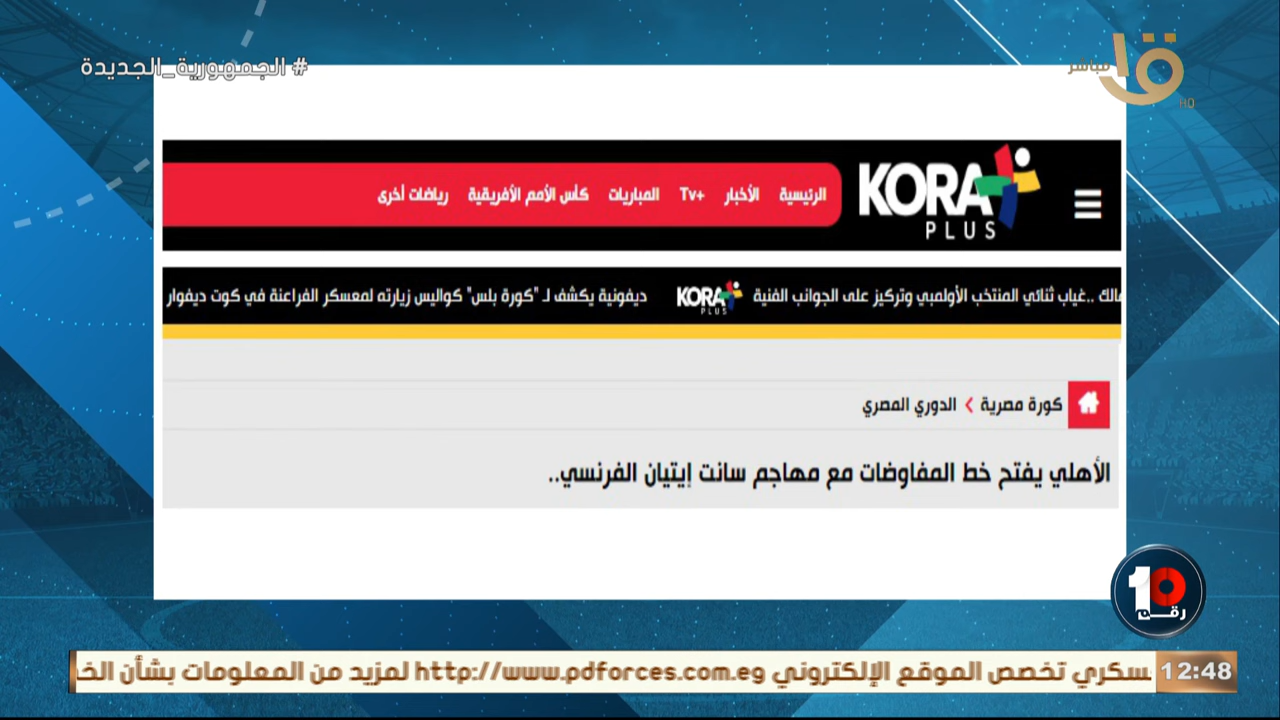 # الجمهورية_الجديدة
مباشر
HD
KORA
PLUS
الرئيسية الأخبار Tv+ المباريات كأس الأمم الأفريقية رياضات أخرى
مالك ..غياب ثنائي المنتخب الأولمبي وتركيز على الجوانب الفنية KORA PLUS ديفونية يكشف لـ "كورة بلس" كواليس زيارته لمعسكر الفراعنة في كوت ديفوار
كورة مصرية > الدوري المصري
الأهلي يفتح خط المفاوضات مع مهاجم سانت إيتيان الفرنسي..
رقم 10
12:48 سكري تخصص الموقع الإلكتروني http://www.pdforces.com.eg لمزيد من المعلومات بشأن الخ